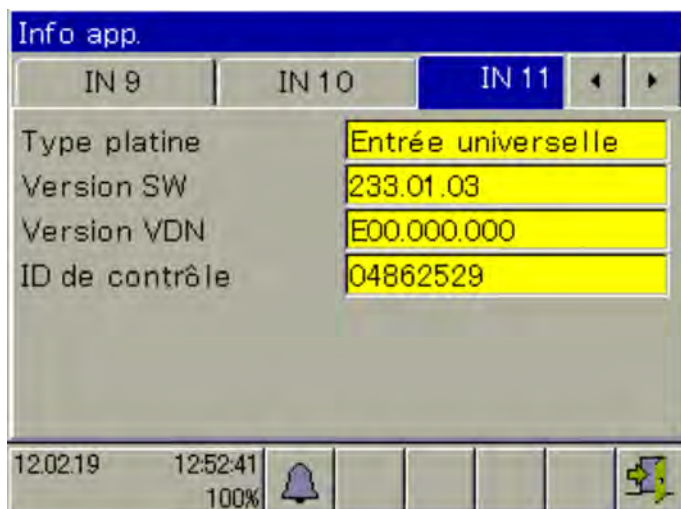 Info app.
IN 9 IN 10 IN 11
Type platine Entrée universelle
Version SW 233.01.03
Version VDN E00.000.000
ID de contrôle 04862529
12.02.19 12:52:41
100%